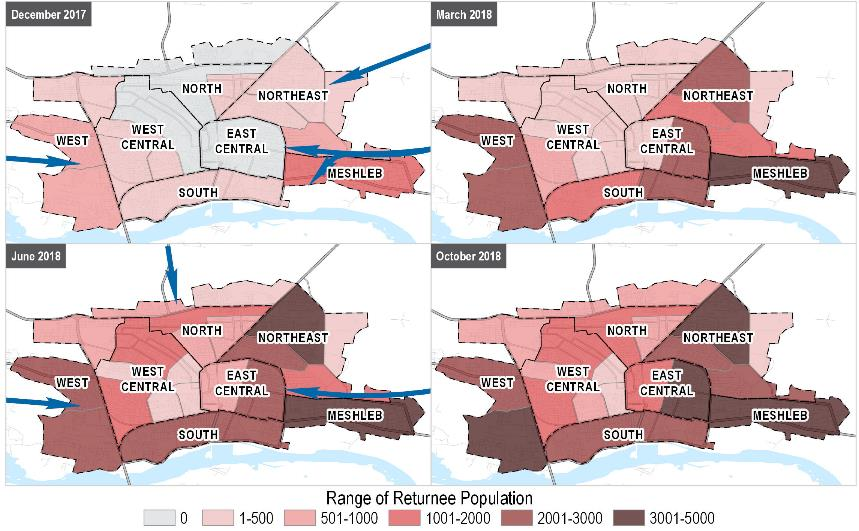 December 2017
NORTH
NORTHEAST
WEST
WEST
CENTRAL
EAST
CENTRAL
MESHLEB
SOUTH
March 2018
NORTH
NORTHEAST
WEST
WEST
CENTRAL
EAST
CENTRAL
MESHLEB
SOUTH
June 2018
NORTH
NORTHEAST
WEST
WEST
CENTRAL
EAST
CENTRAL
MESHLEB
SOUTH
October 2018
NORTH
NORTHEAST
WEST
WEST
CENTRAL
EAST
CENTRAL
MESHLEB
SOUTH
Range of Returnee Population
0 1-500 501-1000 1001-2000 2001-3000 3001-5000